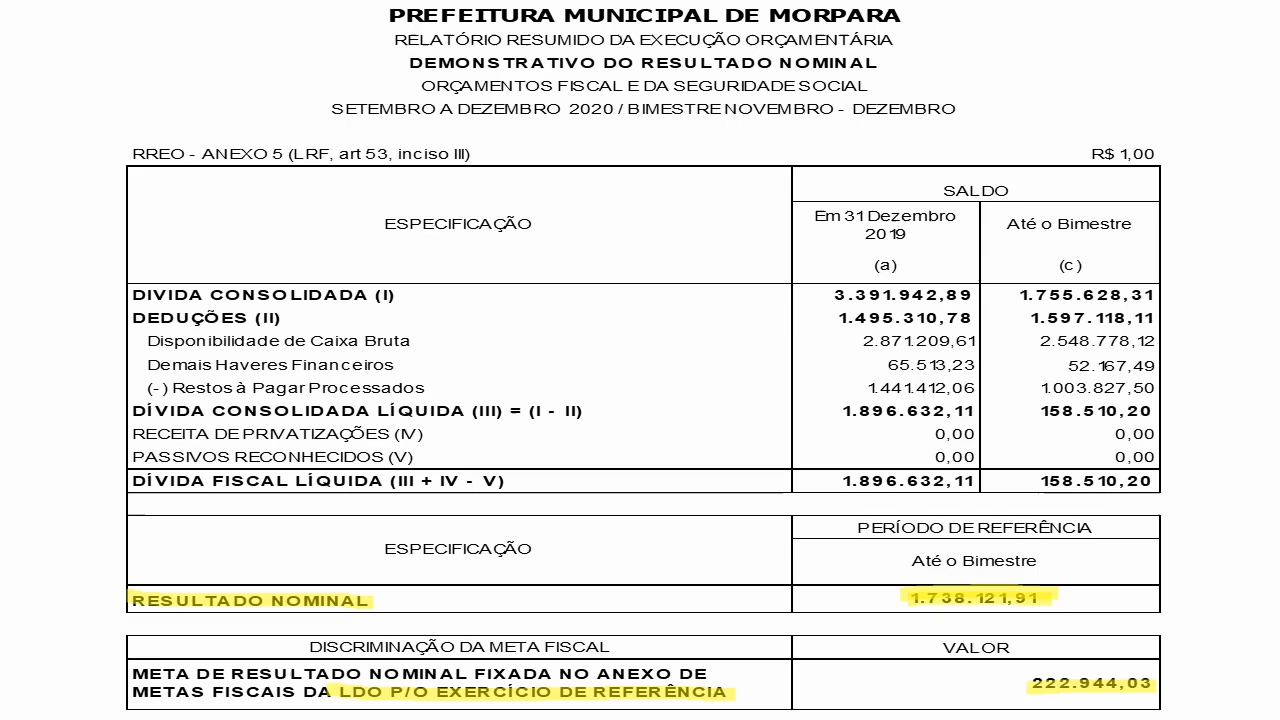 PREFEITURA MUNICIPAL DE MORPARA
RELATÓRIO RESUMIDO DA EXECUÇÃO ORÇAMENTÁRIA
DEMONSTRATIVO DO RESULTADO NOMINAL
ORÇAMENTOS FISCAL E DA SEGURIDADE SOCIAL
SETEMBRO A DEZEMBRO 2020 / BIMESTRE NOVEMBRO - DEZEMBRO
RREO - ANEXO 5 (LRF, art 53, inciso III) R$ 1,00
SALDO
ESPECIFICAÇÃO Em 31 Dezembro 2019 (a) Até o Bimestre (c)
DIVIDA CONSOLIDADA (I) 3.391.942,89 1.755.628,31
DEDUÇÕES (II) 1.495.310,78 1.597.118,11
Disponibilidade de Caixa Bruta 2.871.209,61 2.548.778,12
Demais Haveres Financeiros 65.513,23 52.167,49
(-) Restos à Pagar Processados 1.441.412,06 1.003.827,50
DÍVIDA CONSOLIDADA LÍQUIDA (III) = (I - II) 1.896.632,11 158.510,20
RECEITA DE PRIVATIZAÇÕES (IV) 0,00 0,00
PASSIVOS RECONHECIDOS (V) 0,00 0,00
DÍVIDA FISCAL LÍQUIDA (III + IV - V) 1.896.632,11 158.510,20
PERÍODO DE REFERÊNCIA
ESPECIFICAÇÃO Até o Bimestre
RESULTADO NOMINAL 1.738.121,91
DISCRIMINAÇÃO DA META FISCAL VALOR
META DE RESULTADO NOMINAL FIXADA NO ANEXO DE
METAS FISCAIS DA LDO P/O EXERCÍCIO DE REFERÊNCIA 222.944,03